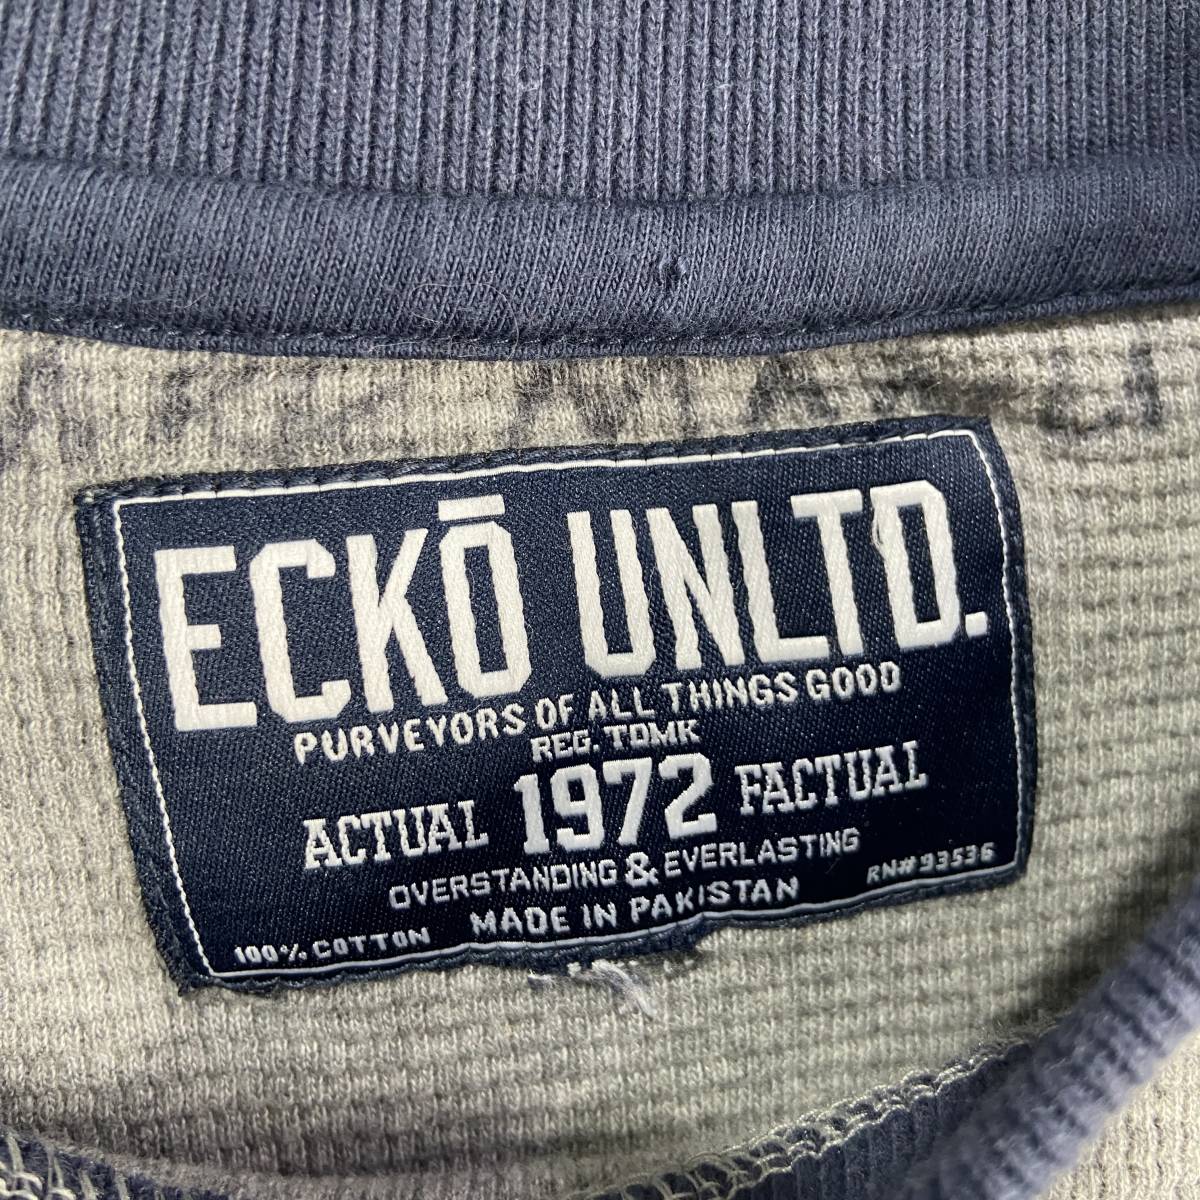 ECKŌ UNLTD.
PURVEYORS OF ALL THINGS GOOD
REG. TDMK
ACTUAL 1972 FACTUAL
OVERSTANDING & EVERLASTING
100% COTTON MADE IN PAKISTAN RN# 93536